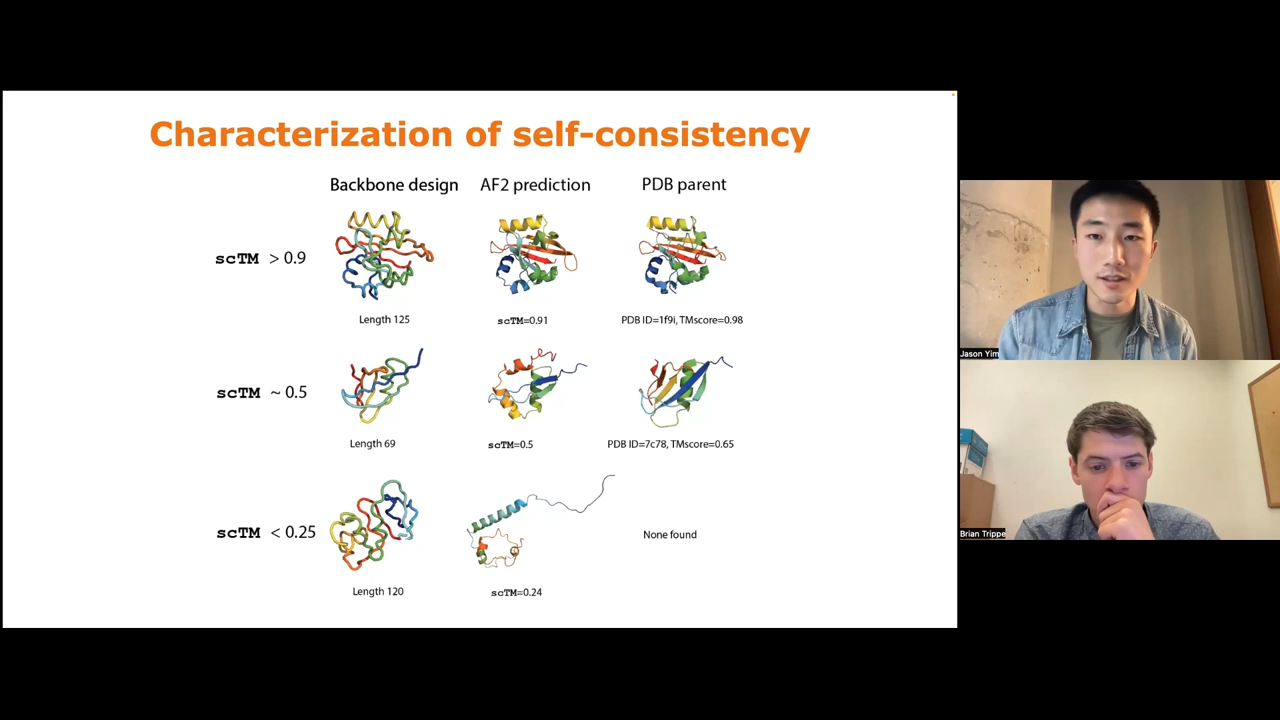 Characterization of self-consistency
Backbone design AF2 prediction PDB parent
scTM > 0.9
Length 125 scTM=0.91 PDB ID=1f9i, TMscore=0.98
scTM ~ 0.5
Length 69 scTM=0.5 PDB ID=7c78, TMscore=0.65
scTM < 0.25
None found
Length 120 scTM=0.24
Jason Yim
Brian Trippe